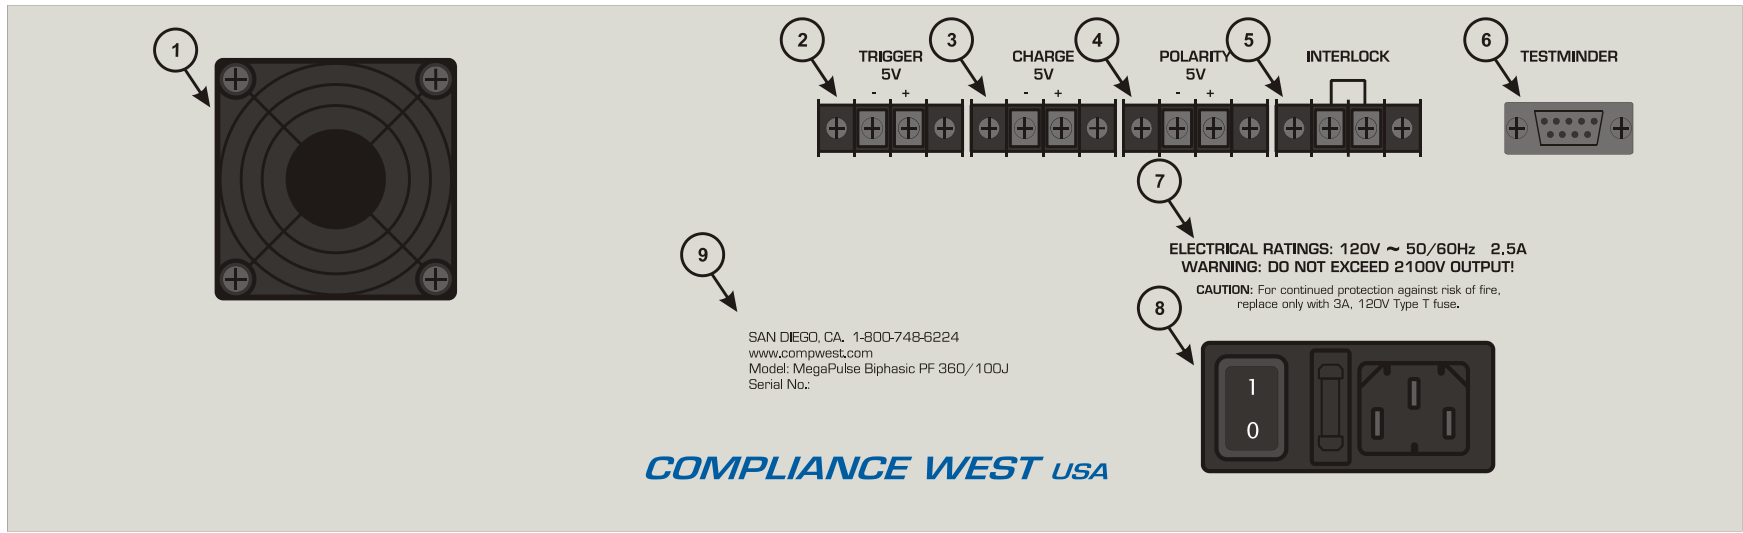 1
2
TRIGGER
5V
- +
3
CHARGE
5V
- +
4
POLARITY
5V
- +
5
INTERLOCK
6
TESTMINDER
7
ELECTRICAL RATINGS: 120V ~ 50/60Hz 2.5A
WARNING: DO NOT EXCEED 2100V OUTPUT!
CAUTION: For continued protection against risk of fire,
replace only with 3A, 120V Type T fuse.
8
1
0
9
SAN DIEGO, CA. 1-800-748-6224
www.compwest.com
Model: MegaPulse Biphasic PF 360/100J
Serial No.:
COMPLIANCE WEST USA